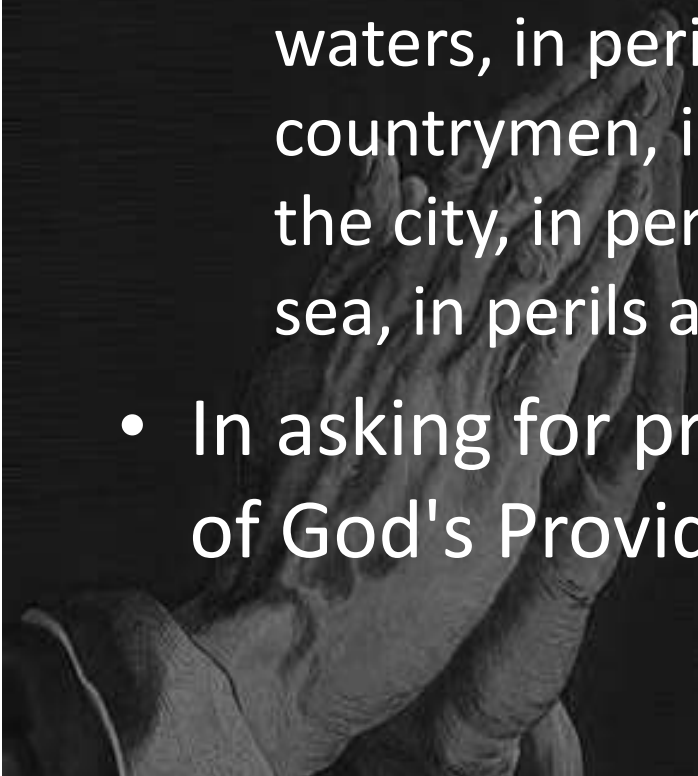 waters, in peri
countrymen, i
the city, in per
sea, in perils a
• In asking for pr
of God's Provid